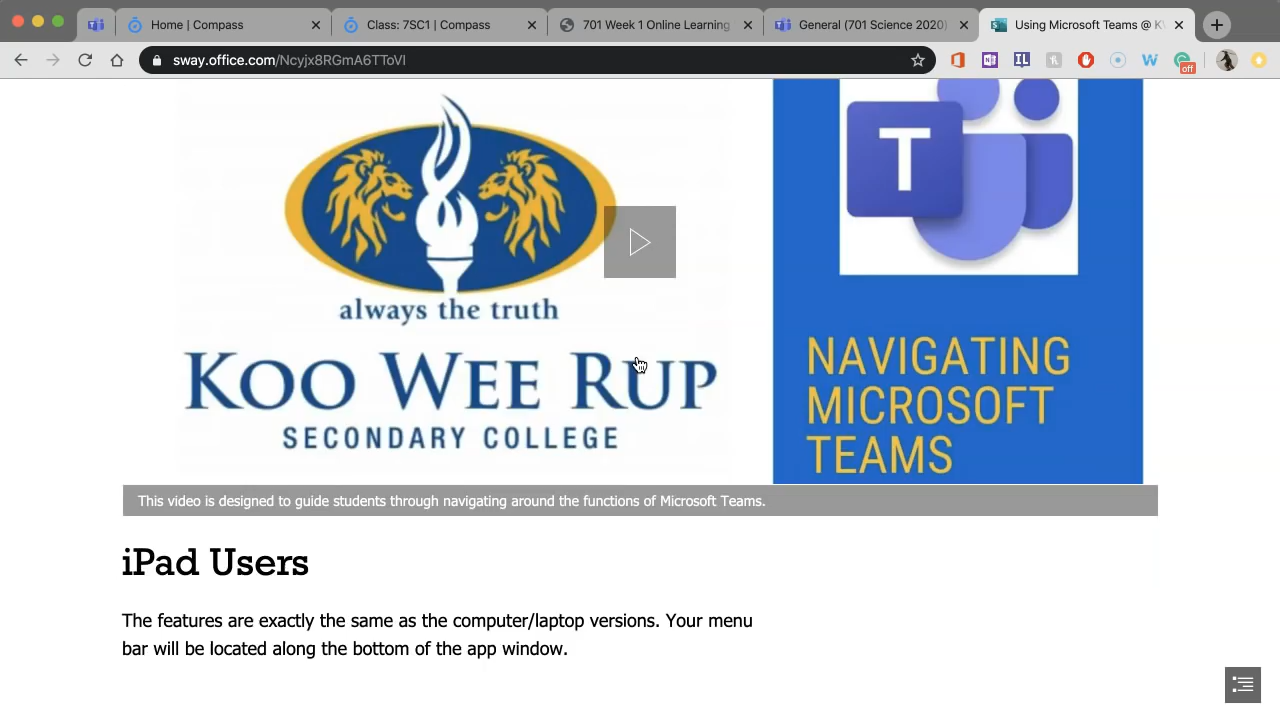 Home | Compass
Class: 7SC1 | Compass
701 Week 1 Online Learning
General (701 Science 2020)
Using Microsoft Teams @ KW
sway.office.com/Ncyjx8RGmA6TToVI
off
T
always the truth
KOO WEE RUP
SECONDARY COLLEGE
NAVIGATING
MICROSOFT
TEAMS
This video is designed to guide students through navigating around the functions of Microsoft Teams.
iPad Users
The features are exactly the same as the computer/laptop versions. Your menu
bar will be located along the bottom of the app window.